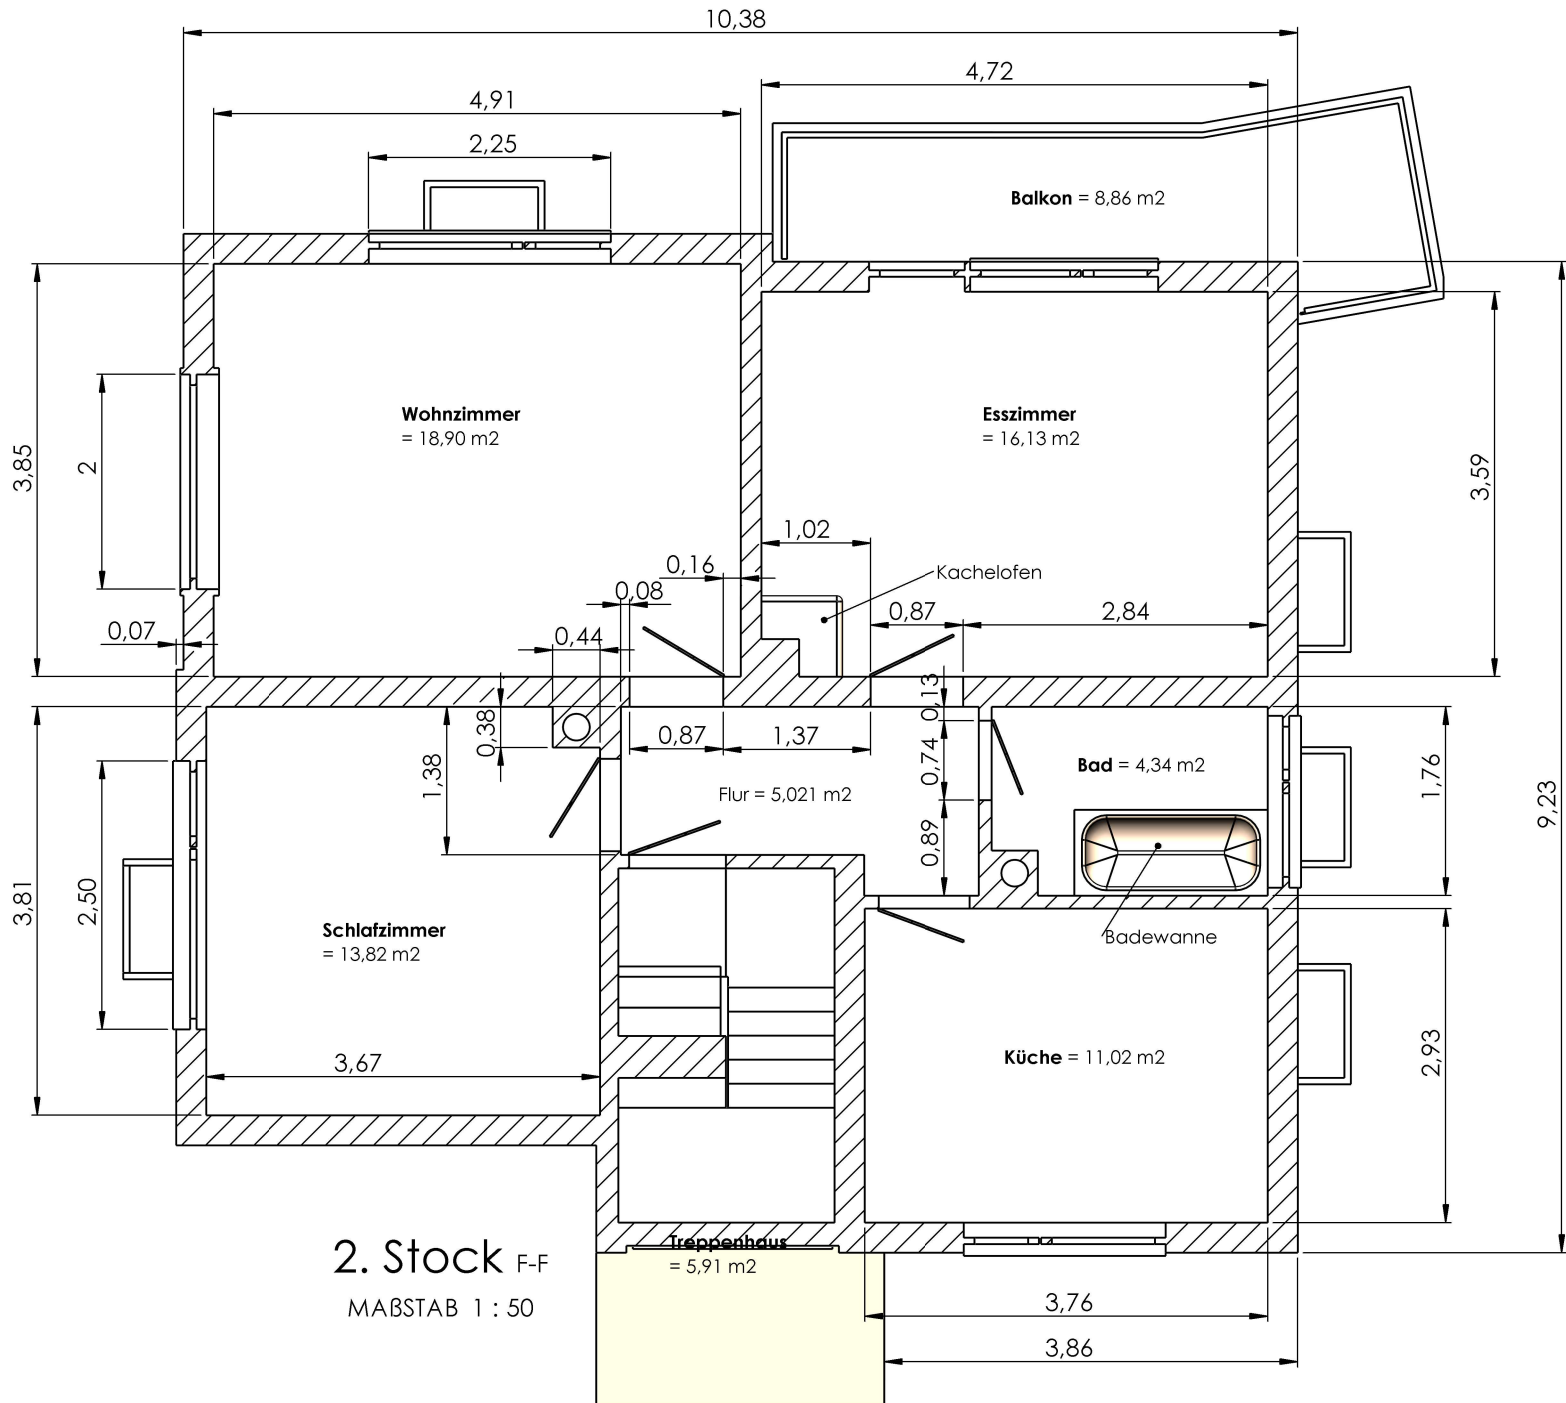 10,38
4,72
4,91
2,25
Balkon = 8,86 m2
Wohnzimmer
= 18,90 m2
Esszimmer
= 16,13 m2
3,85
2
3,59
1,02
0,16
Kachelofen
0,08
0,87
2,84
0,07
0,44
0,13
0,38
0,87
1,37
0,74
1,38
Bad = 4,34 m2
1,76
Flur = 5,021 m2
9,23
0,89
3,81
2,50
Schlafzimmer
= 13,82 m2
Badewanne
Küche = 11,02 m2
2,93
3,67
Treppenhaus
= 5,91 m2
2. Stock F-F
MAßSTAB 1 : 50
3,76
3,86